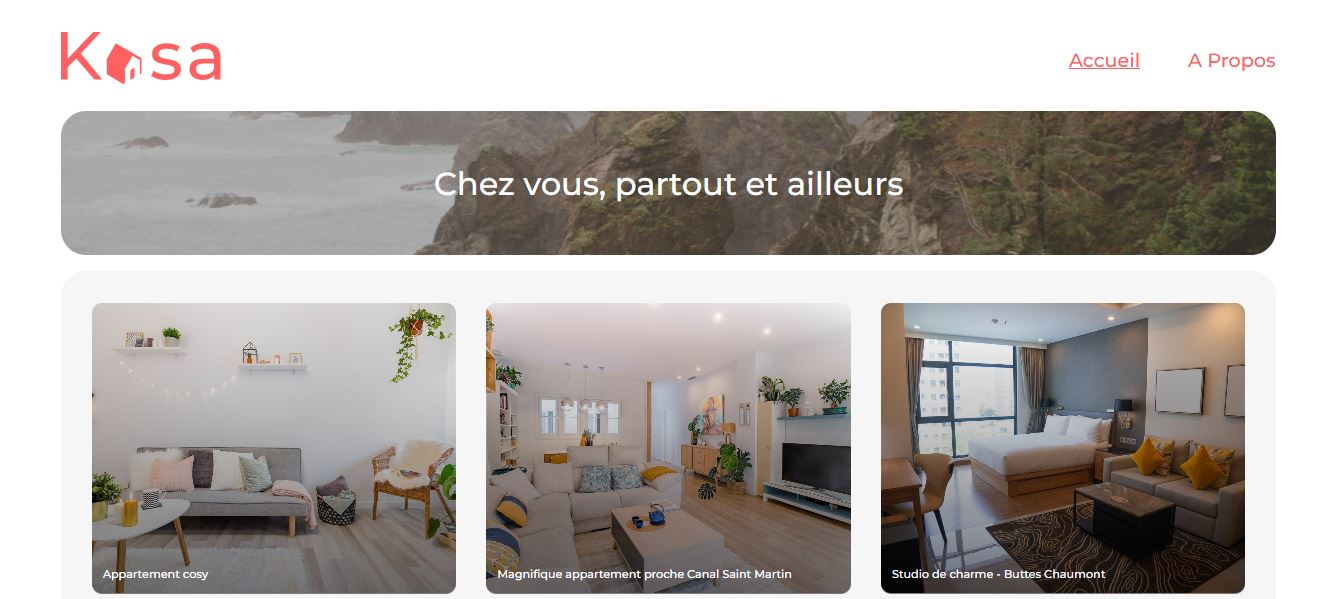 Kasa
Accueil
A Propos
Chez vous, partout et ailleurs
Appartement cosy
Magnifique appartement proche Canal Saint Martin
Studio de charme - Buttes Chaumont